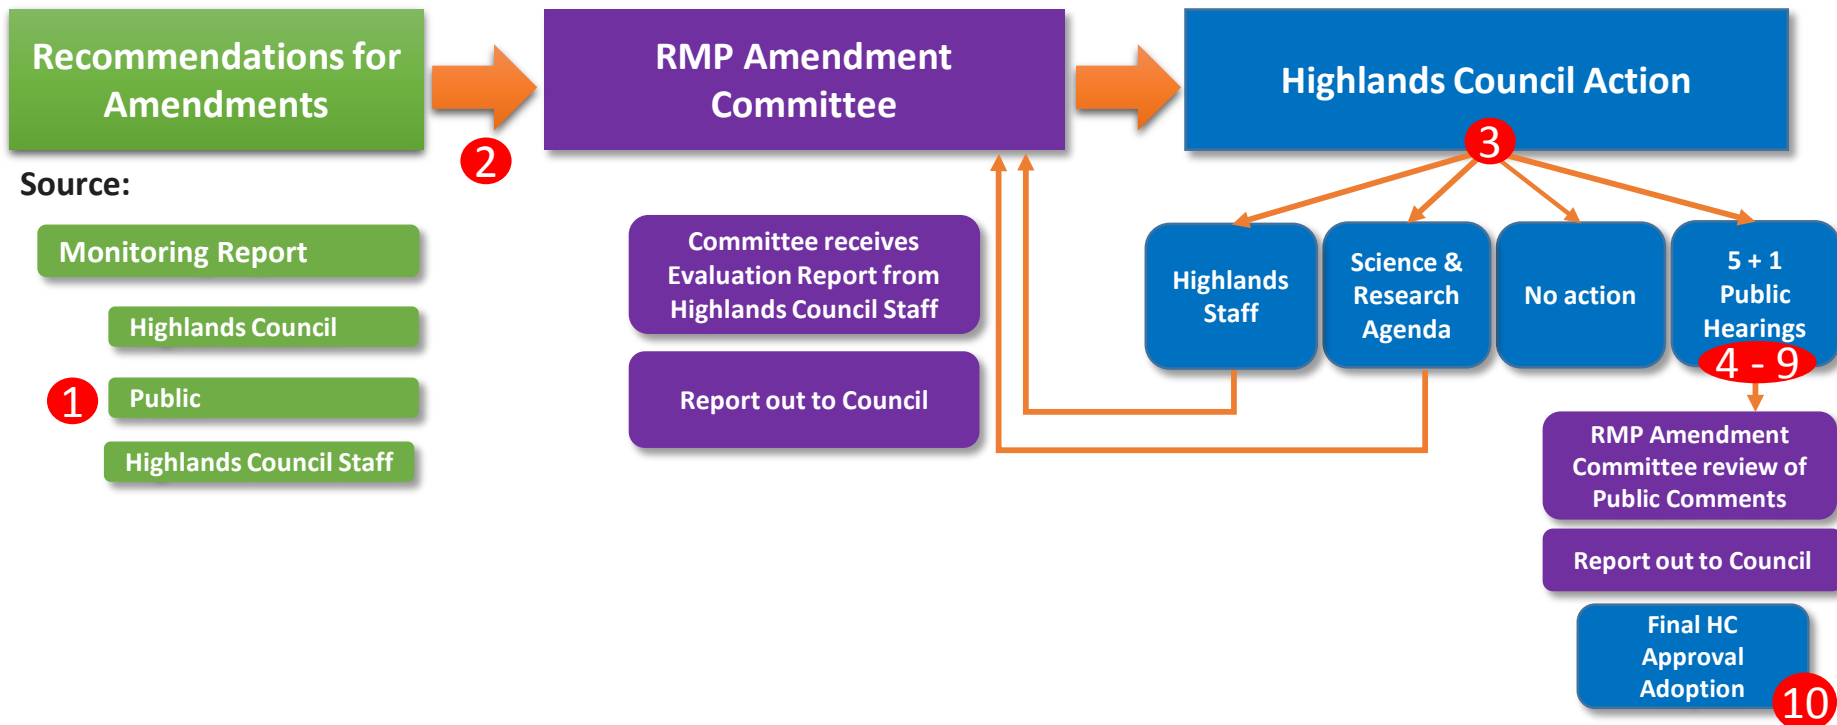 Recommendations for
Amendments
2
RMP Amendment
Committee
Highlands Council Action
3
Source:
Monitoring Report
Highlands Council
1
Public
Highlands Council Staff
Committee receives
Evaluation Report from
Highlands Council Staff
Report out to Council
Highlands
Staff
Science &
Research
Agenda
No action
5 + 1
Public
Hearings
4 - 9
RMP Amendment
Committee review of
Public Comments
Report out to Council
Final HC
Approval
Adoption
10